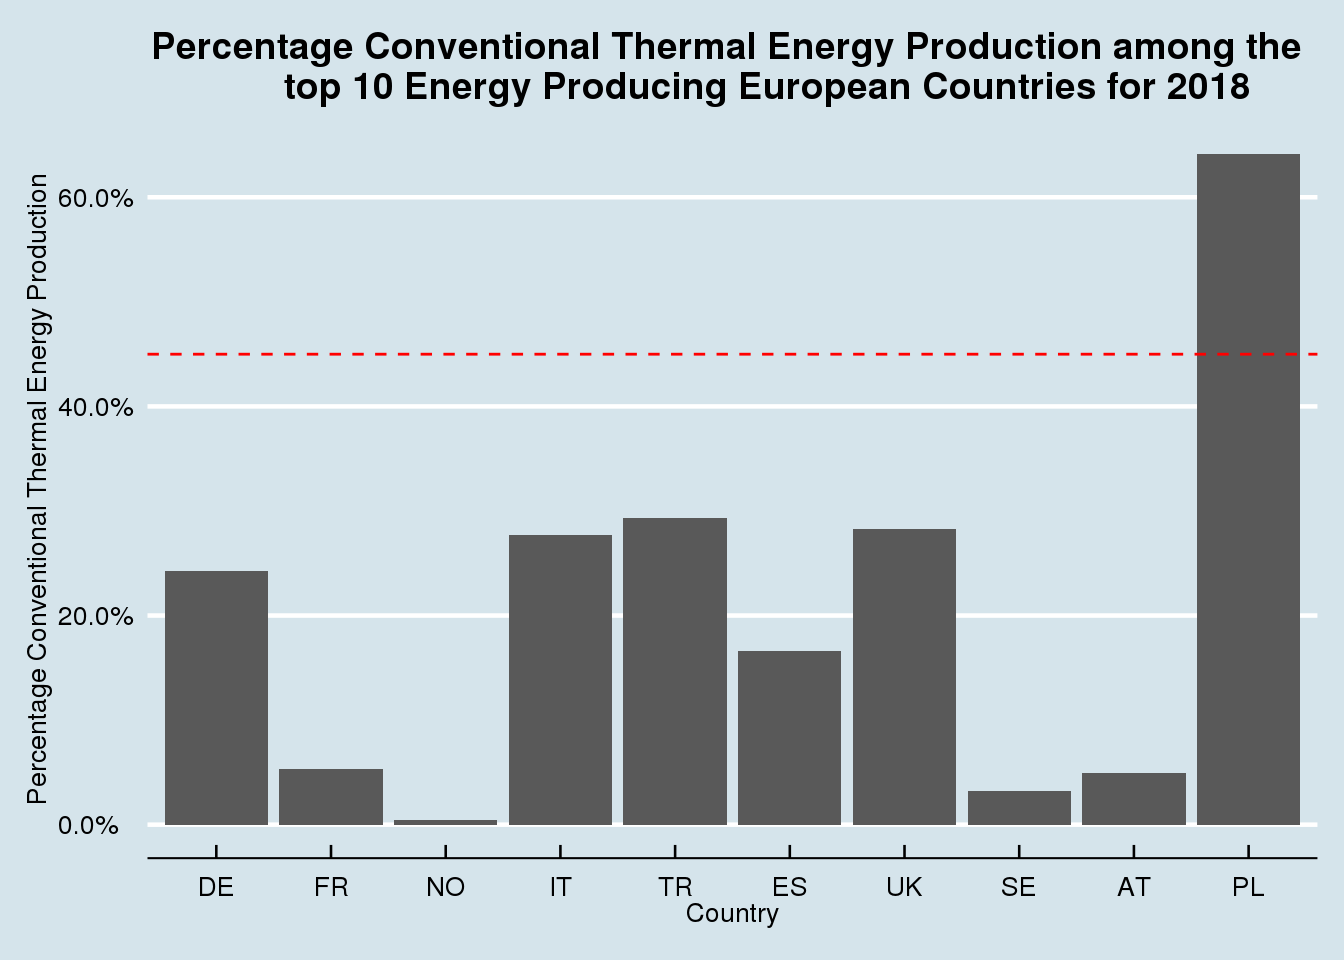 Percentage Conventional Thermal Energy Production among the
top 10 Energy Producing European Countries for 2018
Percentage Conventional Thermal Energy Production
60.0%
40.0%
20.0%
0.0%
DE FR NO IT TR ES UK SE AT PL
Country